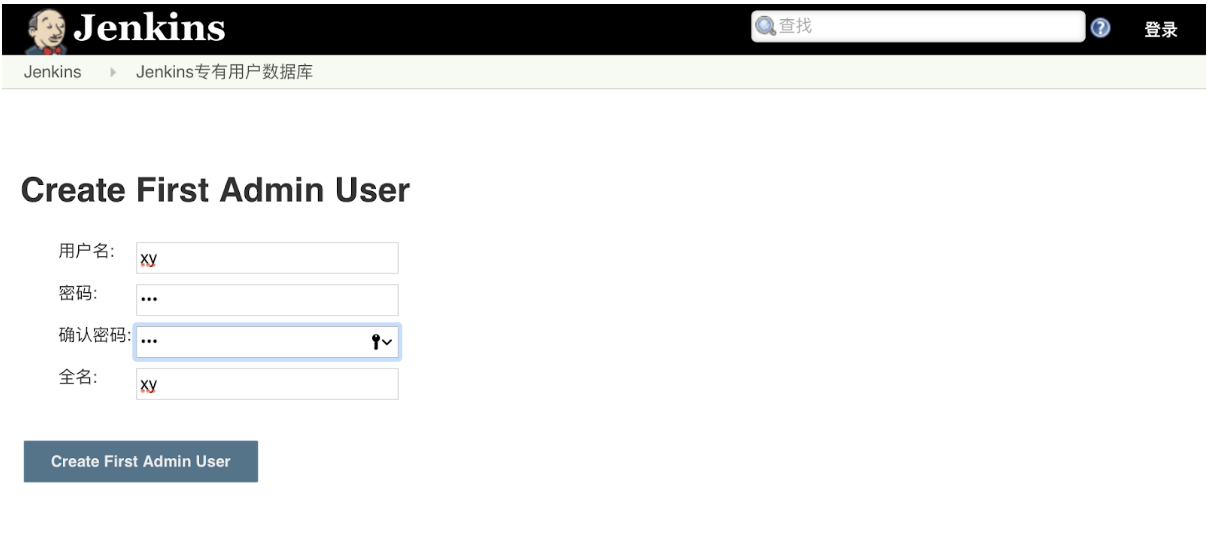 Jenkins
查找
登录
Jenkins
Jenkins专有用户数据库
Create First Admin User
用户名:
xy
密码:
•••
确认密码:
•••
全名:
xy
Create First Admin User